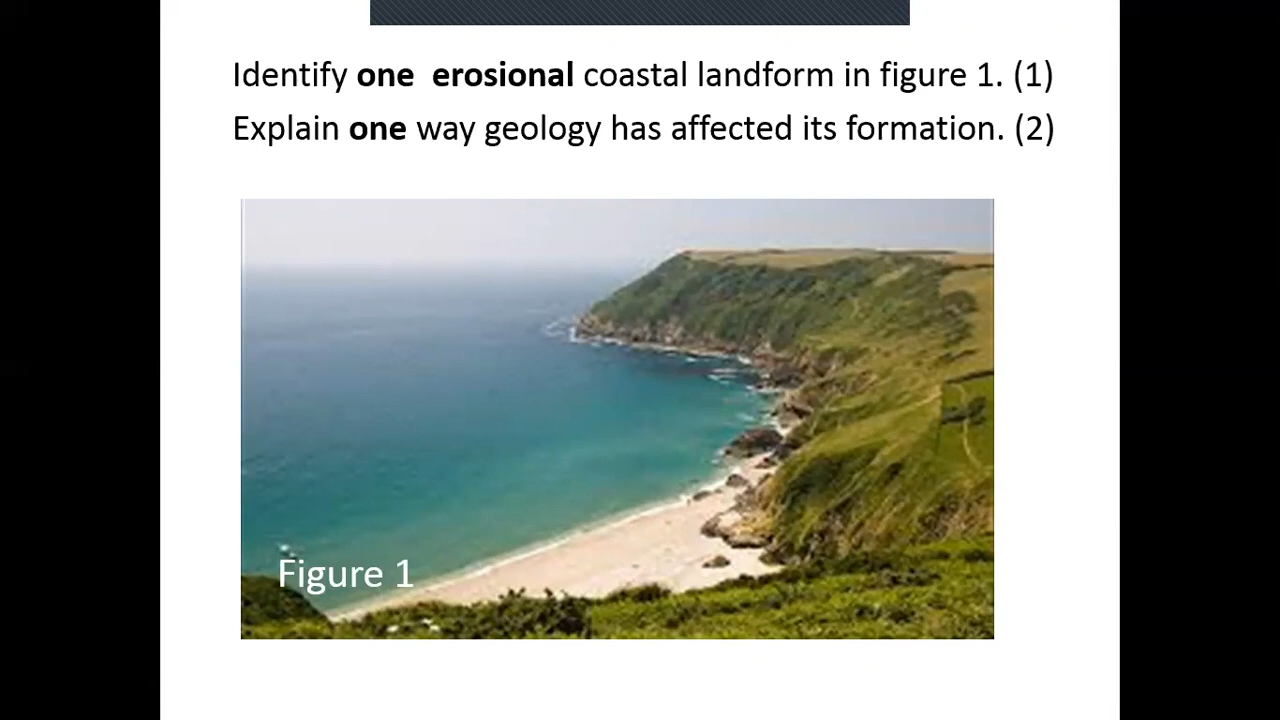 Identify one erosional coastal landform in figure 1. (1)
Explain one way geology has affected its formation. (2)
Figure 1